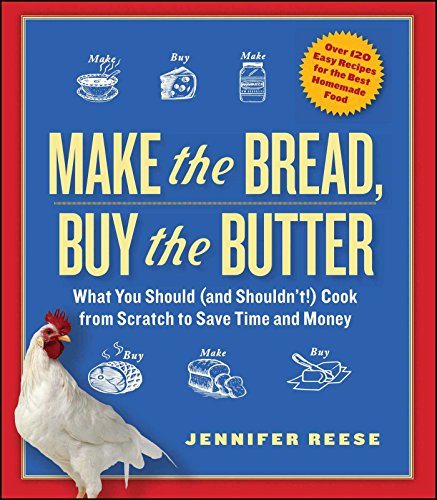 Make Buy Make
Over 120
Easy Recipes
for the Best
Homemade
Food
MAKE the BREAD,
BUY the BUTTER
What You Should (and Shouldn't!) Cook
from Scratch to Save Time and Money
Buy Make Buy
JENNIFER REESE